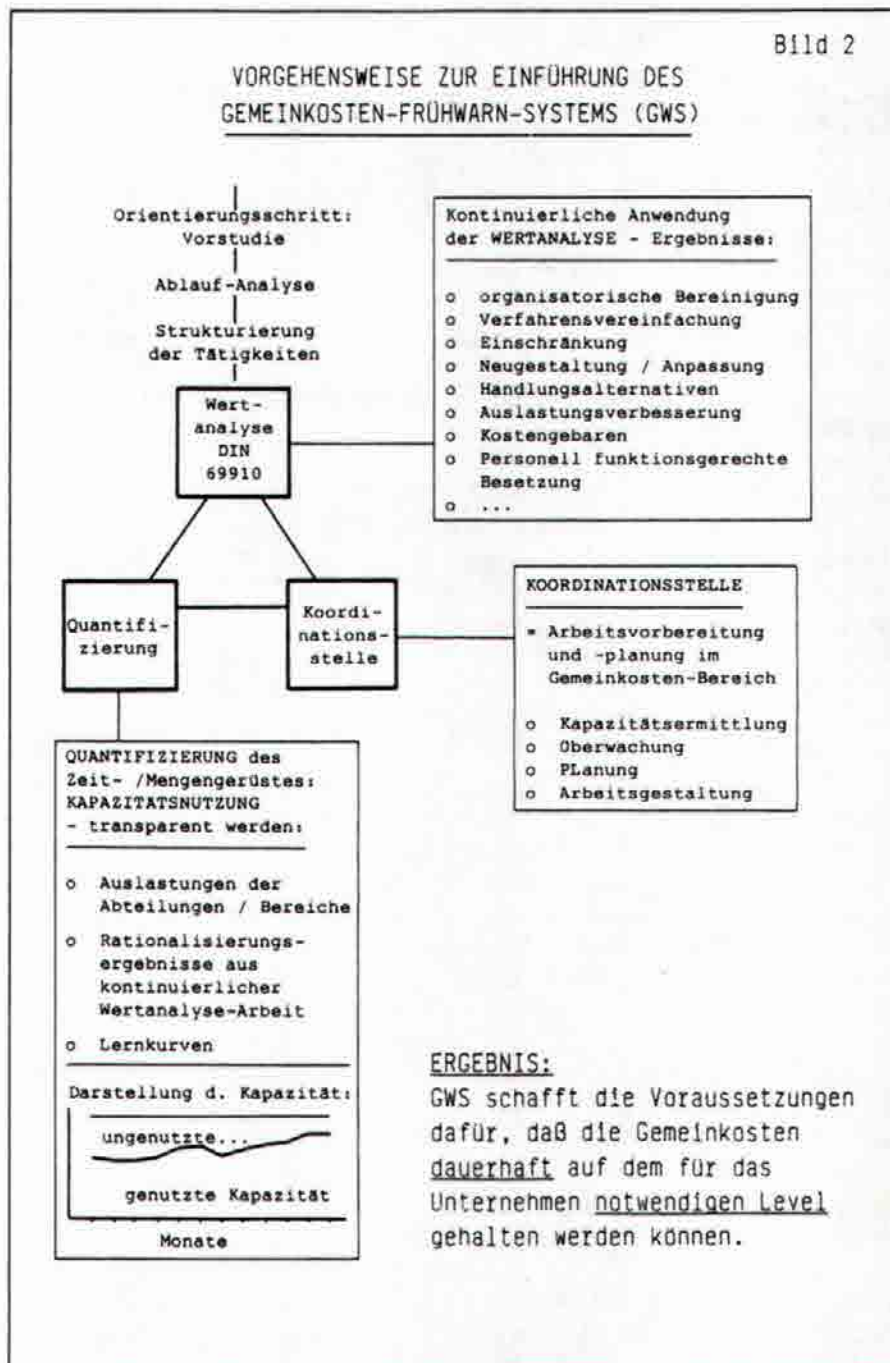 Bild 2
VORGEHENSWEISE ZUR EINFÜHRUNG DES
GEMEINKOSTEN-FRÜHWARN-SYSTEMS (GWS)
Orientierungsschritt:
Vorstudie
Ablauf-Analyse
Strukturierung
der Tätigkeiten
Wert-
analyse
DIN
69910
Kontinuierliche Anwendung
der WERTANALYSE - Ergebnisse:
o organisatorische Bereinigung
o Verfahrensvereinfachung
o Einschränkung
o Neugestaltung / Anpassung
o Handlungsalternativen
o Auslastungsverbesserung
o Kostengebaren
o Personell funktionsgerechte
Besetzung
o ...
Quantifi-
zierung
Koordi-
nations-
stelle
KOORDINATIONSSTELLE
= Arbeitsvorbereitung
und -planung im
Gemeinkosten-Bereich
o Kapazitätsermittlung
o Oberwachung
o PLanung
o Arbeitsgestaltung
QUANTIFIZIERUNG des
Zeit- /Mengengerüstes:
KAPAZITATSNUTZUNG
- transparent werden:
o Auslastungen der
Abteilungen / Bereiche
o Rationalisierungs-
ergebnisse aus
kontinuierlicher
Wertanalyse-Arbeit
o Lernkurven
Darstellung d. Kapazität:
ungenutzte...
genutzte Kapazität
Monate
ERGEBNIS:
GWS schafft die Voraussetzungen
dafür, daß die Gemeinkosten
dauerhaft auf dem für das
Unternehmen notwendigen Level
gehalten werden können.